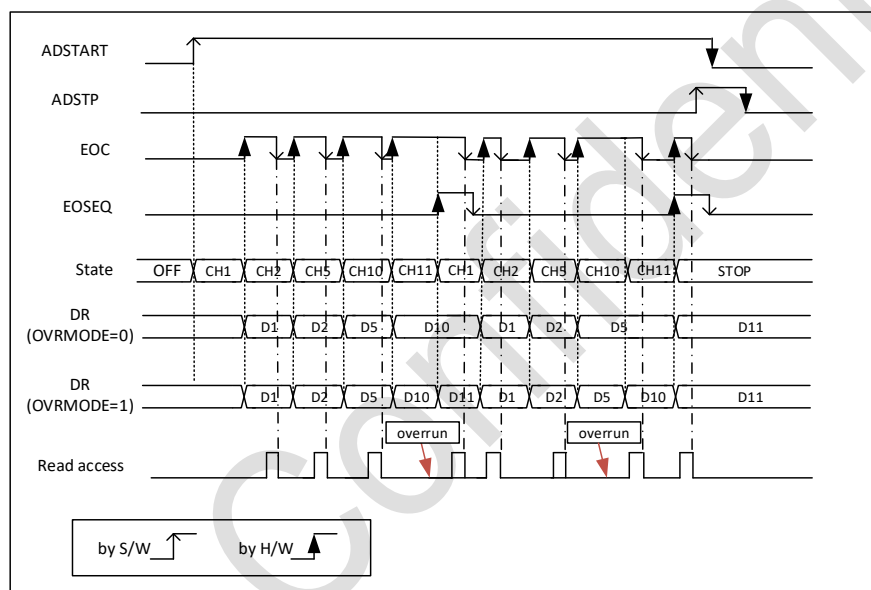 ADSTART
ADSTP
EOC
EOSEQ
State OFF CH1 CH2 CH5 CH10 CH11 CH1 CH2 CH5 CH10 CH11 STOP
DR
(OVRMODE=0) D1 D2 D5 D10 D1 D2 D5 D11
DR
(OVRMODE=1) D1 D2 D5 D10 D11 D1 D2 D5 D10 D11
overrun overrun
Read access
by S/W by H/W
Confident